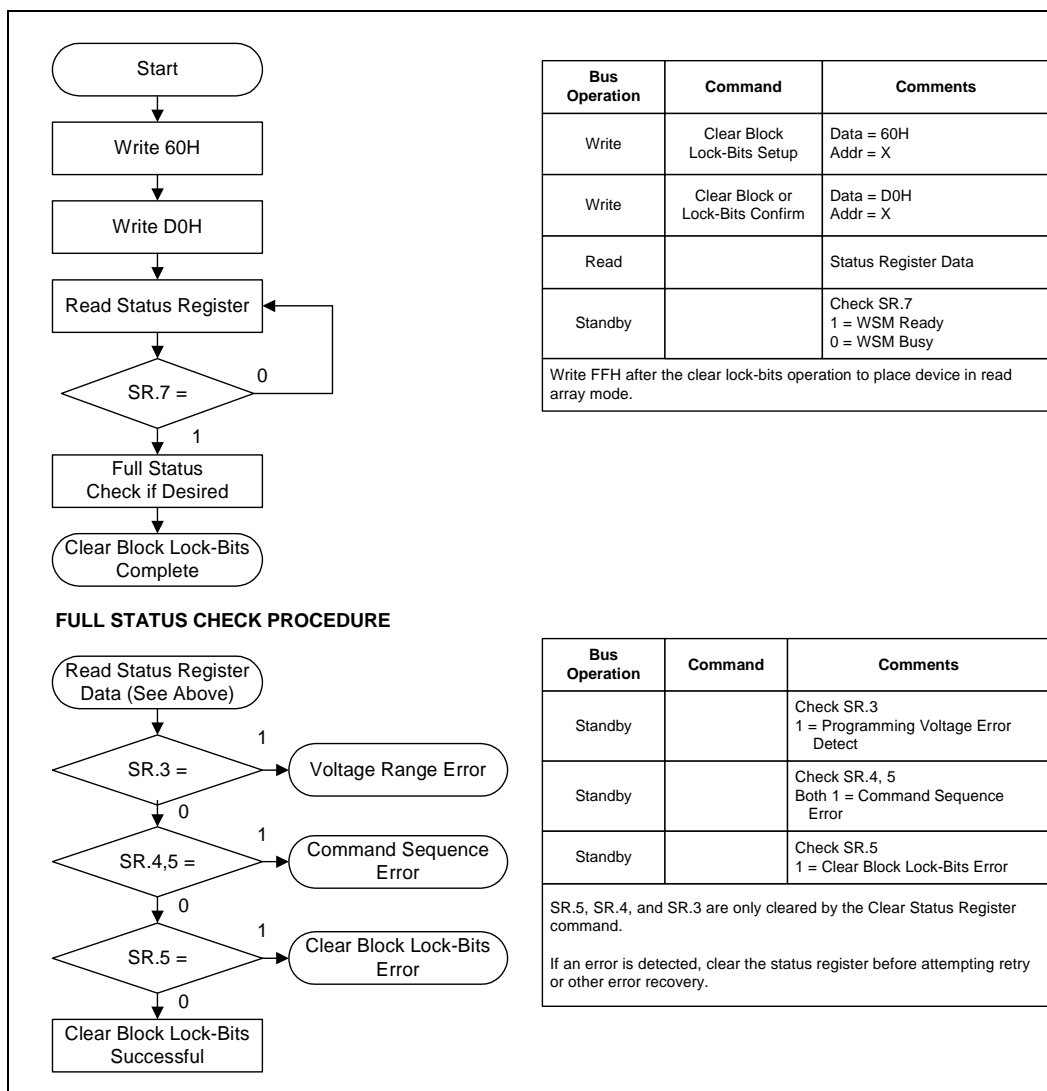 Start
Write 60H
Write D0H
Read Status Register
SR.7 =
0
1
Full Status
Check if Desired
Clear Block Lock-Bits
Complete
Bus
Operation
Command
Comments
Write
Clear Block
Lock-Bits Setup
Data = 60H
Addr = X
Write
Clear Block or
Lock-Bits Confirm
Data = D0H
Addr = X
Read
Status Register Data
Standby
Check SR.7
1 = WSM Ready
0 = WSM Busy
Write FFH after the clear lock-bits operation to place device in read
array mode.
FULL STATUS CHECK PROCEDURE
Read Status Register
Data (See Above)
SR.3 =
1
Voltage Range Error
0
SR.4,5 =
1
Command Sequence
Error
0
SR.5 =
1
Clear Block Lock-Bits
Error
0
Clear Block Lock-Bits
Successful
Bus
Operation
Command
Comments
Standby
Check SR.3
1 = Programming Voltage Error
Detect
Standby
Check SR.4, 5
Both 1 = Command Sequence
Error
Standby
Check SR.5
1 = Clear Block Lock-Bits Error
SR.5, SR.4, and SR.3 are only cleared by the Clear Status Register
command.
If an error is detected, clear the status register before attempting retry
or other error recovery.